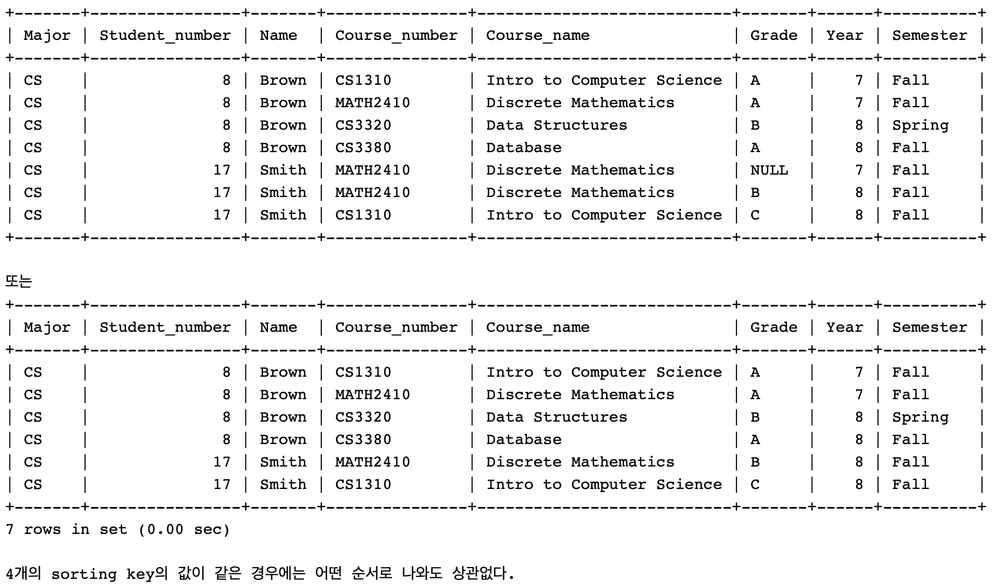 +-------+----------------+-------+---------------+---------------------------+-------+------+----------+
| Major | Student_number | Name  | Course_number | Course_name               | Grade | Year | Semester |
+-------+----------------+-------+---------------+---------------------------+-------+------+----------+
| CS    |              8 | Brown | CS1310        | Intro to Computer Science | A     |    7 | Fall     |
| CS    |              8 | Brown | MATH2410      | Discrete Mathematics      | A     |    7 | Fall     |
| CS    |              8 | Brown | CS3320        | Data Structures           | B     |    8 | Spring   |
| CS    |              8 | Brown | CS3380        | Database                  | A     |    8 | Fall     |
| CS    |             17 | Smith | MATH2410      | Discrete Mathematics      | NULL  |    7 | Fall     |
| CS    |             17 | Smith | MATH2410      | Discrete Mathematics      | B     |    8 | Fall     |
| CS    |             17 | Smith | CS1310        | Intro to Computer Science | C     |    8 | Fall     |
+-------+----------------+-------+---------------+---------------------------+-------+------+----------+
또는
+-------+----------------+-------+---------------+---------------------------+-------+------+----------+
| Major | Student_number | Name  | Course_number | Course_name               | Grade | Year | Semester |
+-------+----------------+-------+---------------+---------------------------+-------+------+----------+
| CS    |              8 | Brown | CS1310        | Intro to Computer Science | A     |    7 | Fall     |
| CS    |              8 | Brown | MATH2410      | Discrete Mathematics      | A     |    7 | Fall     |
| CS    |              8 | Brown | CS3320        | Data Structures           | B     |    8 | Spring   |
| CS    |              8 | Brown | CS3380        | Database                  | A     |    8 | Fall     |
| CS    |             17 | Smith | MATH2410      | Discrete Mathematics      | B     |    8 | Fall     |
| CS    |             17 | Smith | CS1310        | Intro to Computer Science | C     |    8 | Fall     |
+-------+----------------+-------+---------------+---------------------------+-------+------+----------+
7 rows in set (0.00 sec)
4개의 sorting key의 값이 같은 경우에는 어떤 순서로 나와도 상관없다.